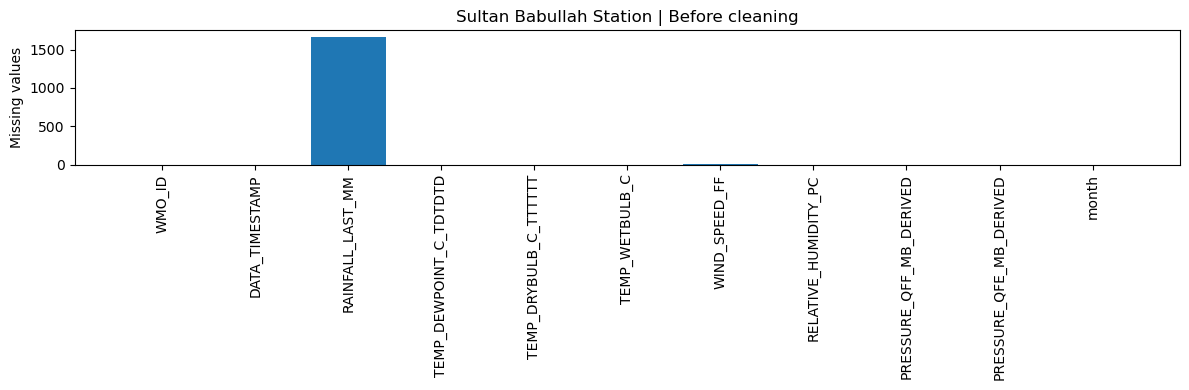 Sultan Babullah Station | Before cleaning
Missing values
1500
1000
500
0
WMO_ID
DATA_TIMESTAMP
RAINFALL_LAST_MM
TEMP_DEWPOINT_C_TDTDTD
TEMP_DRYBULB_C_TTTTTT
TEMP_WETBULB_C
WIND_SPEED_FF
RELATIVE_HUMIDITY_PC
PRESSURE_QFF_MB_DERIVED
PRESSURE_QFE_MB_DERIVED
month